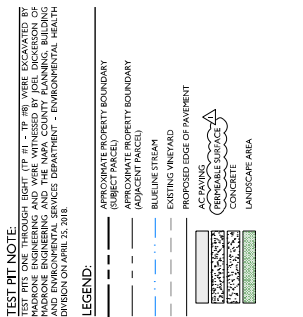 TEST PIT NOTE:
TEST PITS ONE THROUGH EIGHT (TP #1 - TP #8) WERE EXCAVATED BY
MADRONE ENGINEERING AND WERE WITNESSED BY JOEL DICKERSON OF
MADRONE ENGINEERING AND THE NAPA COUNTY PLANNING, BUILDING
AND ENVIRONMENTAL SERVICES DEPARTMENT - ENVIRONMENTAL HEALTH
DIVISION ON APRIL 25, 2018.
LEGEND:
APPROXIMATE PROPERTY BOUNDARY
(SUBJECT PARCEL)
APPROXIMATE PROPERTY BOUNDARY
(ADJACENT PARCEL)
BLUELINE STREAM
EXISTING VINEYARD
PROPOSED EDGE OF PAVEMENT
AC PAVING
PERMEABLE SURFACE
CONCRETE
LANDSCAPE AREA